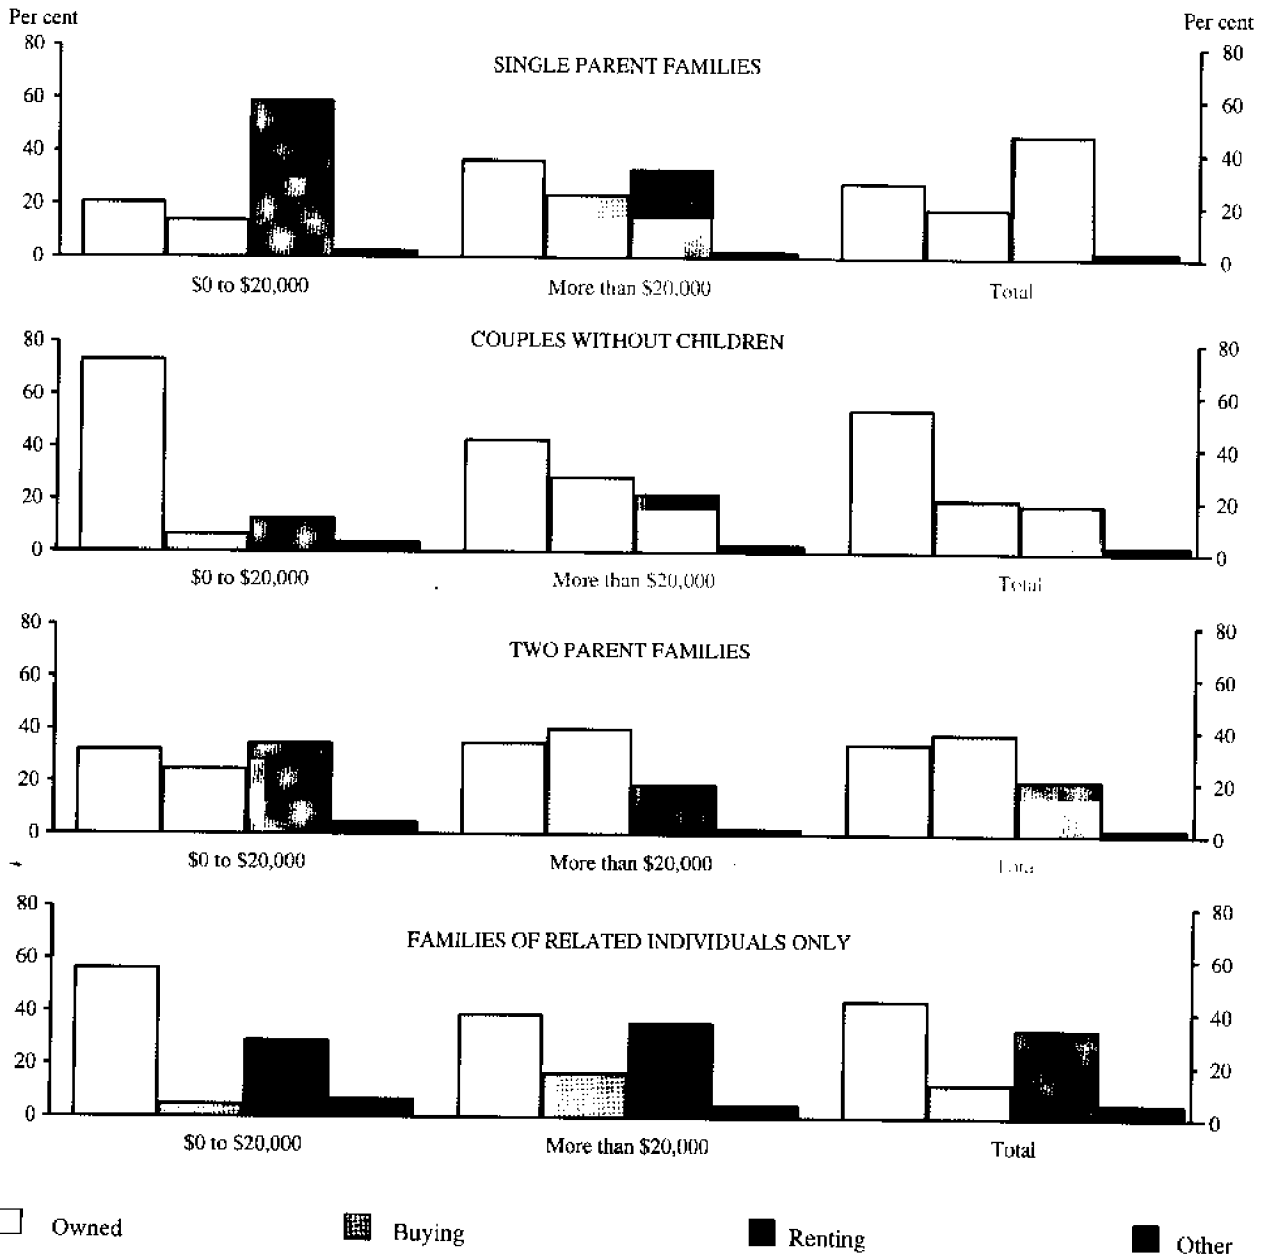 Per cent Per cent
80 80
SINGLE PARENT FAMILIES
60 60
40 40
20 20
0 0
$0 to $20,000 More than $20,000 Total
80 80
COUPLES WITHOUT CHILDREN
60 60
40 40
20 20
0 0
$0 to $20,000 More than $20,000 Total
80 80
TWO PARENT FAMILIES
60 60
40 40
20 20
0 0
$0 to $20,000 More than $20,000
80 80
FAMILIES OF RELATED INDIVIDUALS ONLY
60 60
40 40
20 20
0 0
$0 to $20,000 More than $20,000 Total
Owned Buying Renting Other